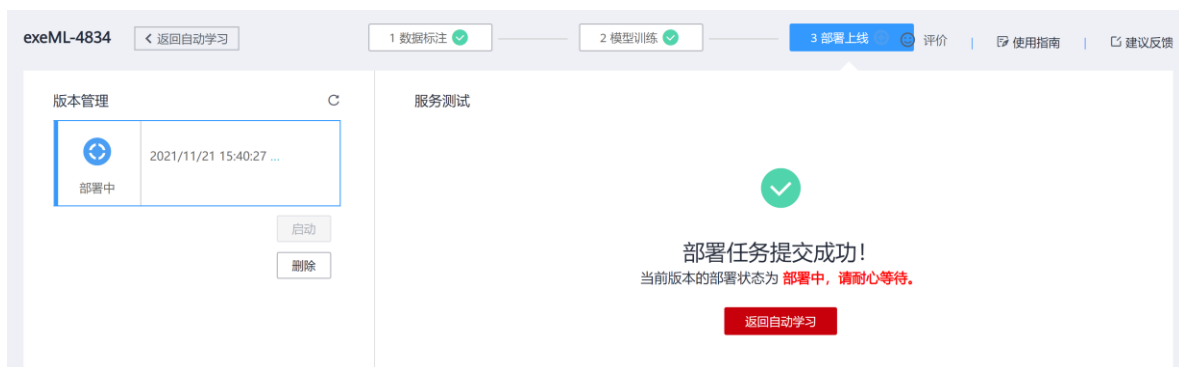 exeML-4834 返回自动学习 1 数据标注 2 模型训练 3 部署上线 评价 | 使用指南 | 建议反馈
版本管理
2021/11/21 15:40:27 ...
部署中
启动
删除
服务测试
部署任务提交成功!
当前版本的部署状态为 部署中，请耐心等待。
返回自动学习